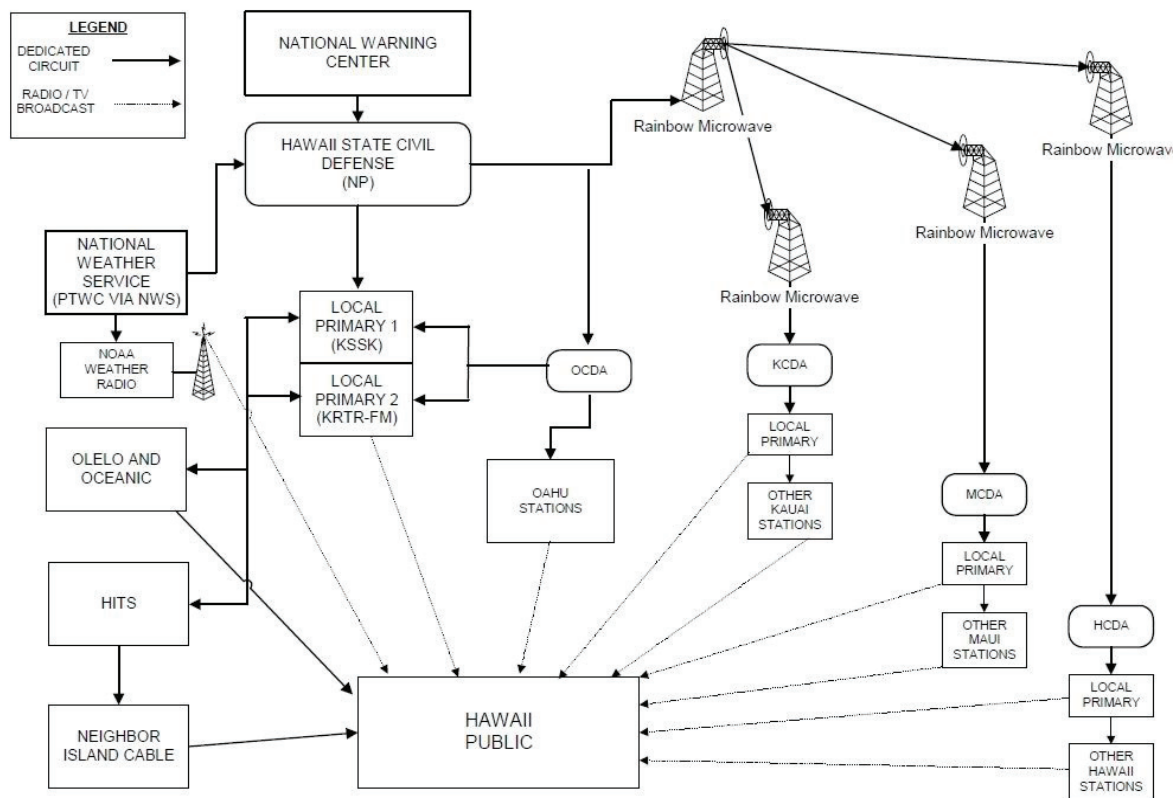 LEGEND
DEDICATED
CIRCUIT
RADIO / TV
BROADCAST
NATIONAL WARNING
CENTER
HAWAII STATE CIVIL
DEFENSE
(NP)
Rainbow Microwave
Rainbow Microwave
Rainbow Microwave
Rainbow Microwave
NATIONAL
WEATHER
SERVICE
(PTWC VIA NWS)
NOAA
WEATHER
RADIO
LOCAL
PRIMARY 1
(KSSK)
LOCAL
PRIMARY 2
(KRTR-FM)
OCDA
KCDA
LOCAL
PRIMARY
OTHER
KAUAI
STATIONS
OLELO AND
OCEANIC
OAHU
STATIONS
MCDA
LOCAL
PRIMARY
OTHER
MAUI
STATIONS
HITS
HCDA
LOCAL
PRIMARY
OTHER
HAWAII
STATIONS
NEIGHBOR
ISLAND CABLE
HAWAII
PUBLIC